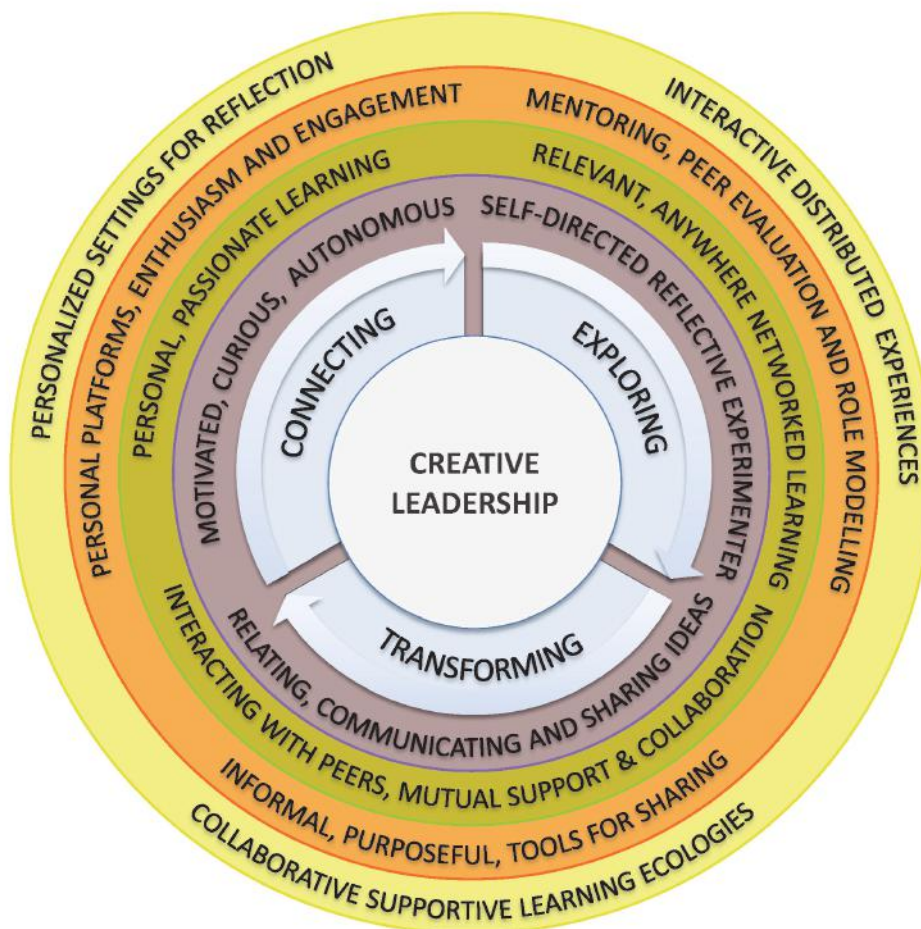 PERSONALIZED SETTINGS FOR REFLECTION
INTERACTIVE DISTRIBUTED EXPERIENCES
COLLABORATIVE SUPPORTIVE LEARNING ECOLOGIES
PERSONAL PLATFORMS, ENTHUSIASM AND ENGAGEMENT
MENTORING, PEER EVALUATION AND ROLE MODELLING
INFORMAL, PURPOSEFUL, TOOLS FOR SHARING
PERSONAL, PASSIONATE LEARNING
RELEVANT, ANYWHERE NETWORKED LEARNING
INTERACTING WITH PEERS, MUTUAL SUPPORT & COLLABORATION
MOTIVATED, CURIOUS, AUTONOMOUS
SELF-DIRECTED REFLECTIVE EXPERIMENTER
RELATING, COMMUNICATING AND SHARING IDEAS
CONNECTING
EXPLORING
TRANSFORMING
CREATIVE
LEADERSHIP